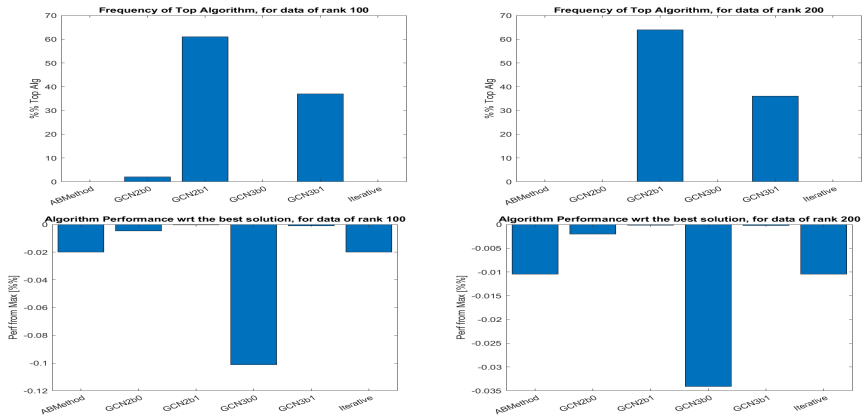 Frequency of Top Algorithm, for data of rank 100
70
60
50
40
30
20
10
0
%% Top Alg
ABMethod
GCN2b0
GCN2b1
GCN3b0
GCN3b1
Iterative
Frequency of Top Algorithm, for data of rank 200
70
60
50
40
30
20
10
0
%% Top Alg
ABMethod
GCN2b0
GCN2b1
GCN3b0
GCN3b1
Iterative
Algorithm Performance wrt the best solution, for data of rank 100
0
-0.02
-0.04
-0.06
-0.08
-0.1
-0.12
Perf from Max [%%]
ABMethod
GCN2b0
GCN2b1
GCN3b0
GCN3b1
Iterative
Algorithm Performance wrt the best solution, for data of rank 200
0
-0.005
-0.01
-0.015
-0.02
-0.025
-0.03
-0.035
Perf from Max [%%]
ABMethod
GCN2b0
GCN2b1
GCN3b0
GCN3b1
Iterative